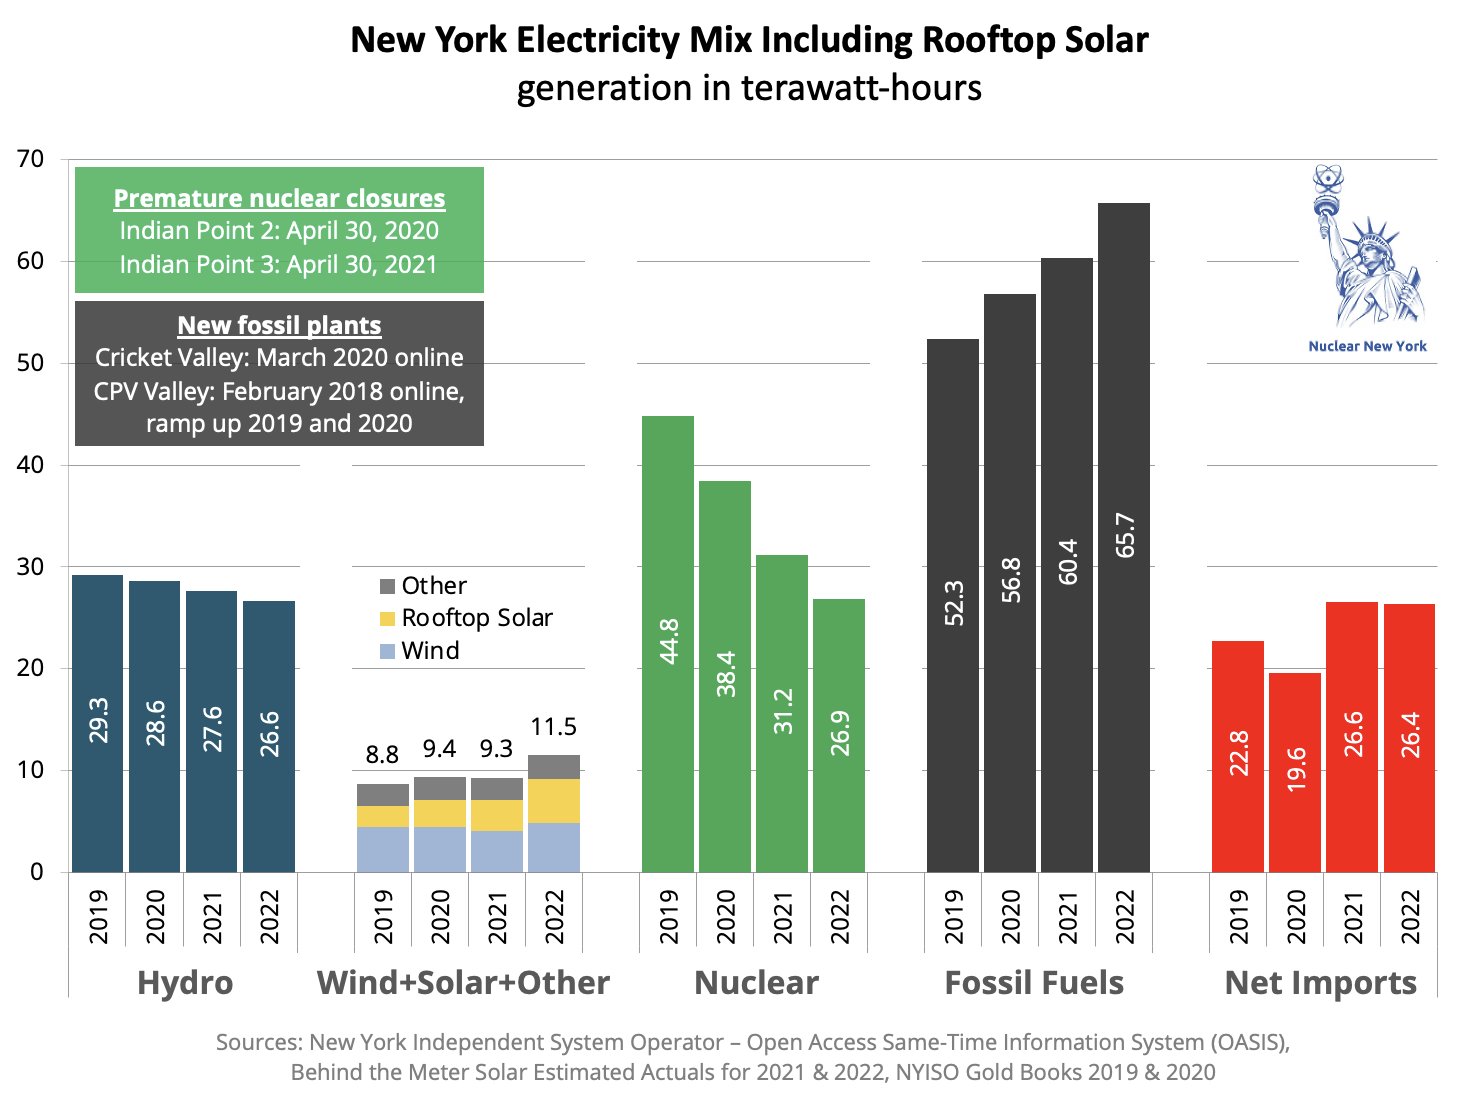 New York Electricity Mix Including Rooftop Solar
generation in terawatt-hours
70
60
50
40
30
20
10
0
Premature nuclear closures
Indian Point 2: April 30, 2020
Indian Point 3: April 30, 2021
New fossil plants
Cricket Valley: March 2020 online
CPV Valley: February 2018 online,
ramp up 2019 and 2020
Nuclear New York
Other
Rooftop Solar
Wind
29.3
28.6
27.6
26.6
8.8
9.4
9.3
11.5
44.8
38.4
31.2
26.9
52.3
56.8
60.4
65.7
22.8
19.6
26.6
26.4
2019
2020
2021
2022
2019
2020
2021
2022
2019
2020
2021
2022
2019
2020
2021
2022
2019
2020
2021
2022
Hydro
Wind+Solar+Other
Nuclear
Fossil Fuels
Net Imports
Sources: New York Independent System Operator – Open Access Same-Time Information System (OASIS),
Behind the Meter Solar Estimated Actuals for 2021 & 2022, NYISO Gold Books 2019 & 2020